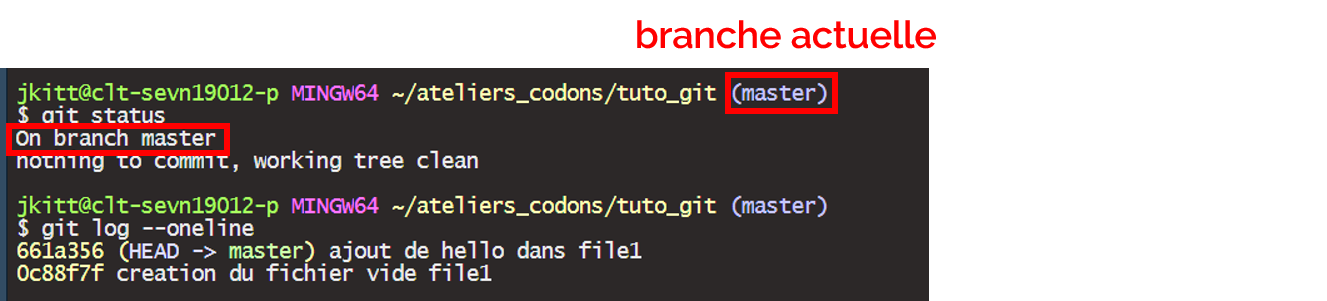 branche actuelle
jkitt@clt-sevn19012-p MINGW64 ~/ateliers_codons/tuto_git (master)
$ git status
On branch master
nothing to commit, working tree clean
jkitt@clt-sevn19012-p MINGW64 ~/ateliers_codons/tuto_git (master)
$ git log --oneline
661a356 (HEAD -> master) ajout de hello dans file1
0c88f7f creation du fichier vide file1